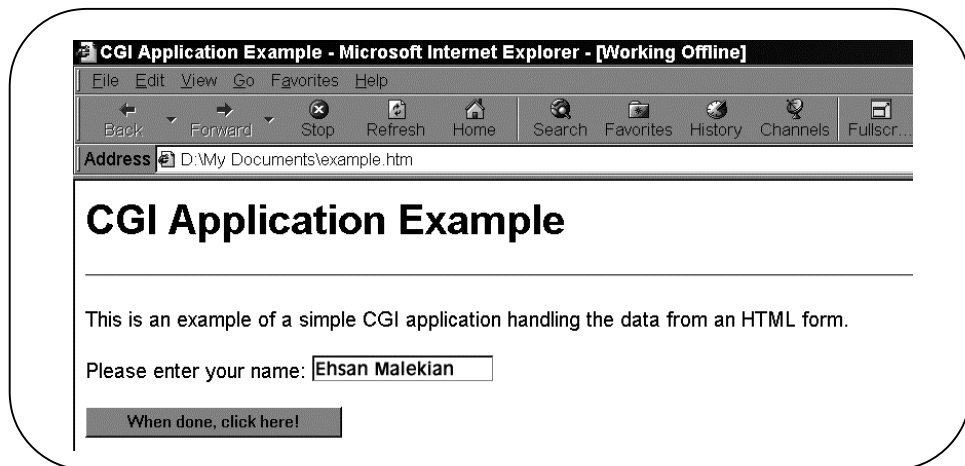 CGI Application Example - Microsoft Internet Explorer - [Working Offline]
File Edit View Go Favorites Help
Back Forward Stop Refresh Home Search Favorites History Channels Fullscr...
Address D:\My Documents\example.htm
CGI Application Example
This is an example of a simple CGI application handling the data from an HTML form.
Please enter your name: Ehsan Malekian
When done, click here!